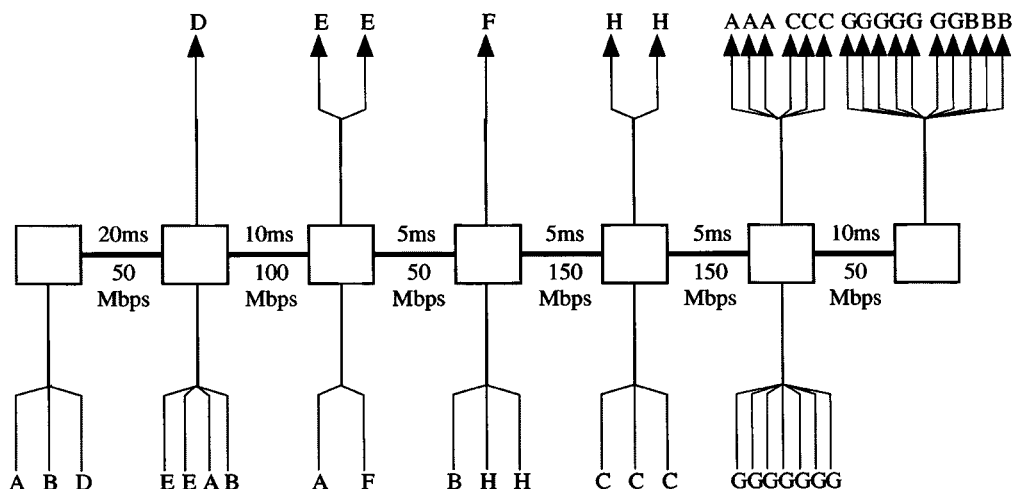 D E E F H H AAA CCC GGGGG GGBBB
20ms 10ms 5ms 5ms 5ms 10ms
50 100 50 150 150 50
Mbps Mbps Mbps Mbps Mbps Mbps
A B D E E A B A F B H H C C C GGGGGGG